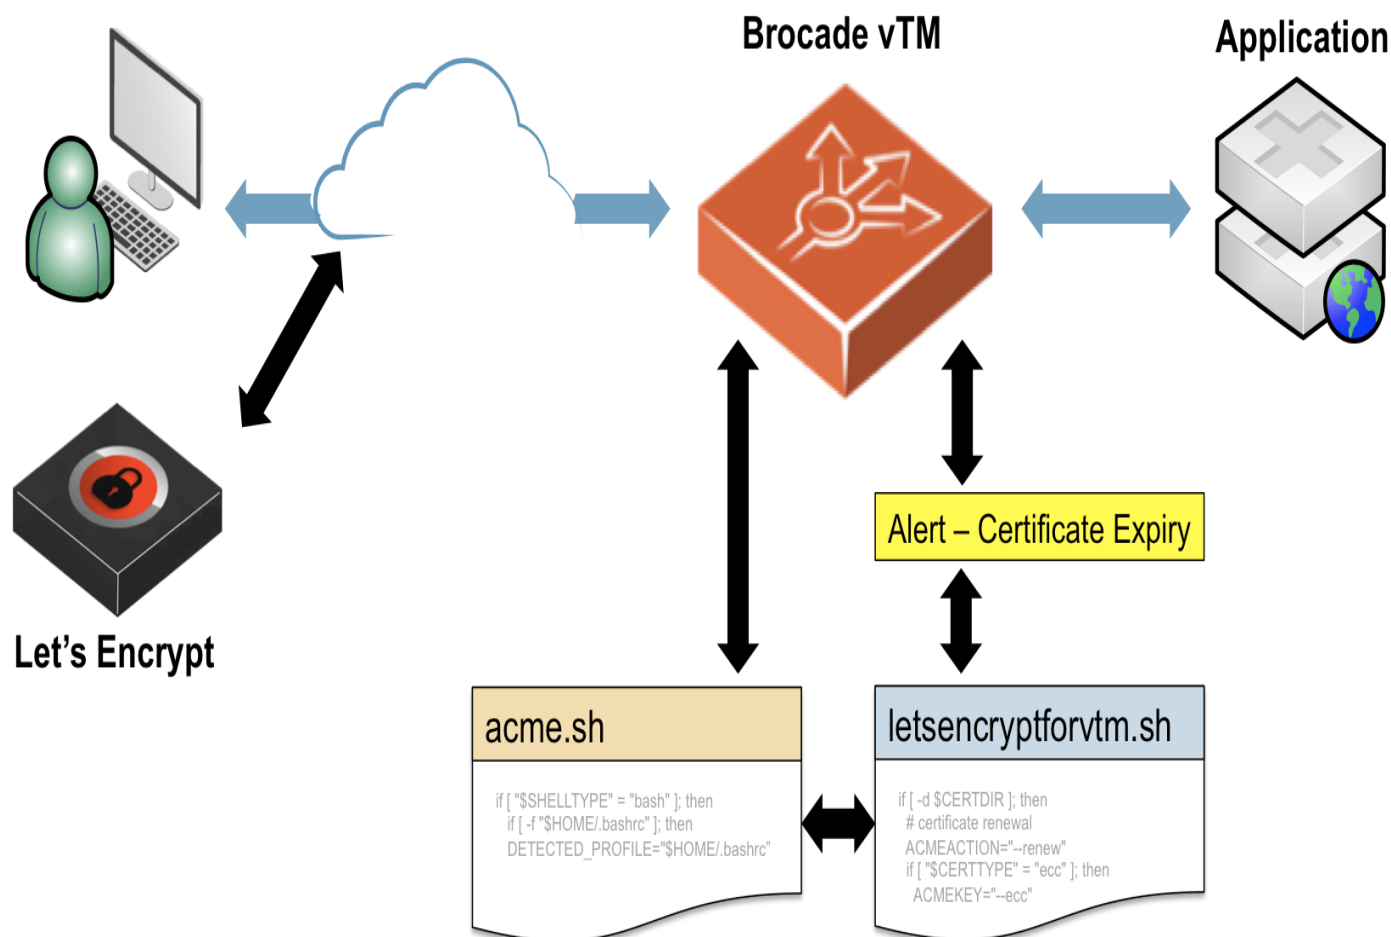 Brocade vTM
Application
Let’s Encrypt
Alert – Certificate Expiry
acme.sh
if [ "$SHELLTYPE" = "bash" ]; then
if [ -f "$HOME/.bashrc" ]; then
DETECTED_PROFILE="$HOME/.bashrc"
letsencryptforvtm.sh
if [ -d $CERTDIR ]; then
# certificate renewal
ACMEACTION="--renew"
if [ "$CERTTYPE" = "ecc" ]; then
ACMEKEY="--ecc"